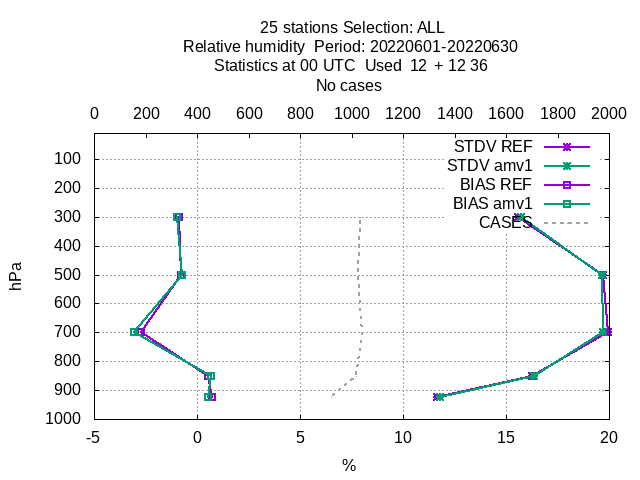 25 stations Selection: ALL
Relative humidity  Period: 20220601-20220630
Statistics at 00 UTC  Used  12  + 12 36
No cases
0 200 400 600 800 1000 1200 1400 1600 1800 2000
STDV REF
STDV amv1
BIAS REF
BIAS amv1
CASES
100
200
300
400
500
600
700
800
900
1000
hPa
-5 0 5 10 15 20
%